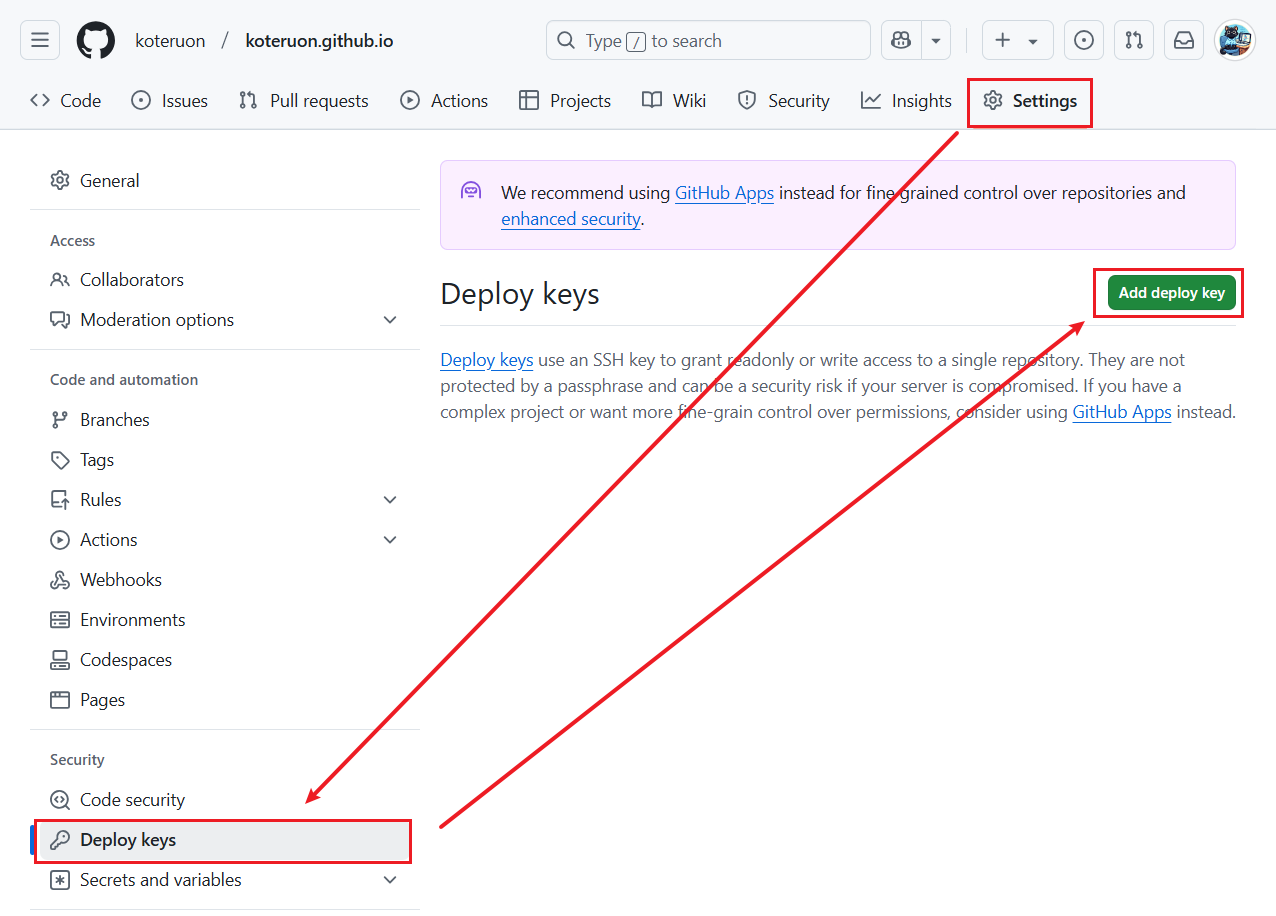 koteruon / koteruon.github.io
Type / to search
Code
Issues
Pull requests
Actions
Projects
Wiki
Security
Insights
Settings
General
Access
Collaborators
Moderation options
Code and automation
Branches
Tags
Rules
Actions
Webhooks
Environments
Codespaces
Pages
Security
Code security
Deploy keys
Secrets and variables
We recommend using GitHub Apps instead for fine grained control over repositories and
enhanced security.
Deploy keys
Add deploy key
Deploy keys use an SSH key to grant readonly or write access to a single repository. They are not
protected by a passphrase and can be a security risk if your server is compromised. If you have a
complex project or want more fine-grain control over permissions, consider using GitHub Apps instead.